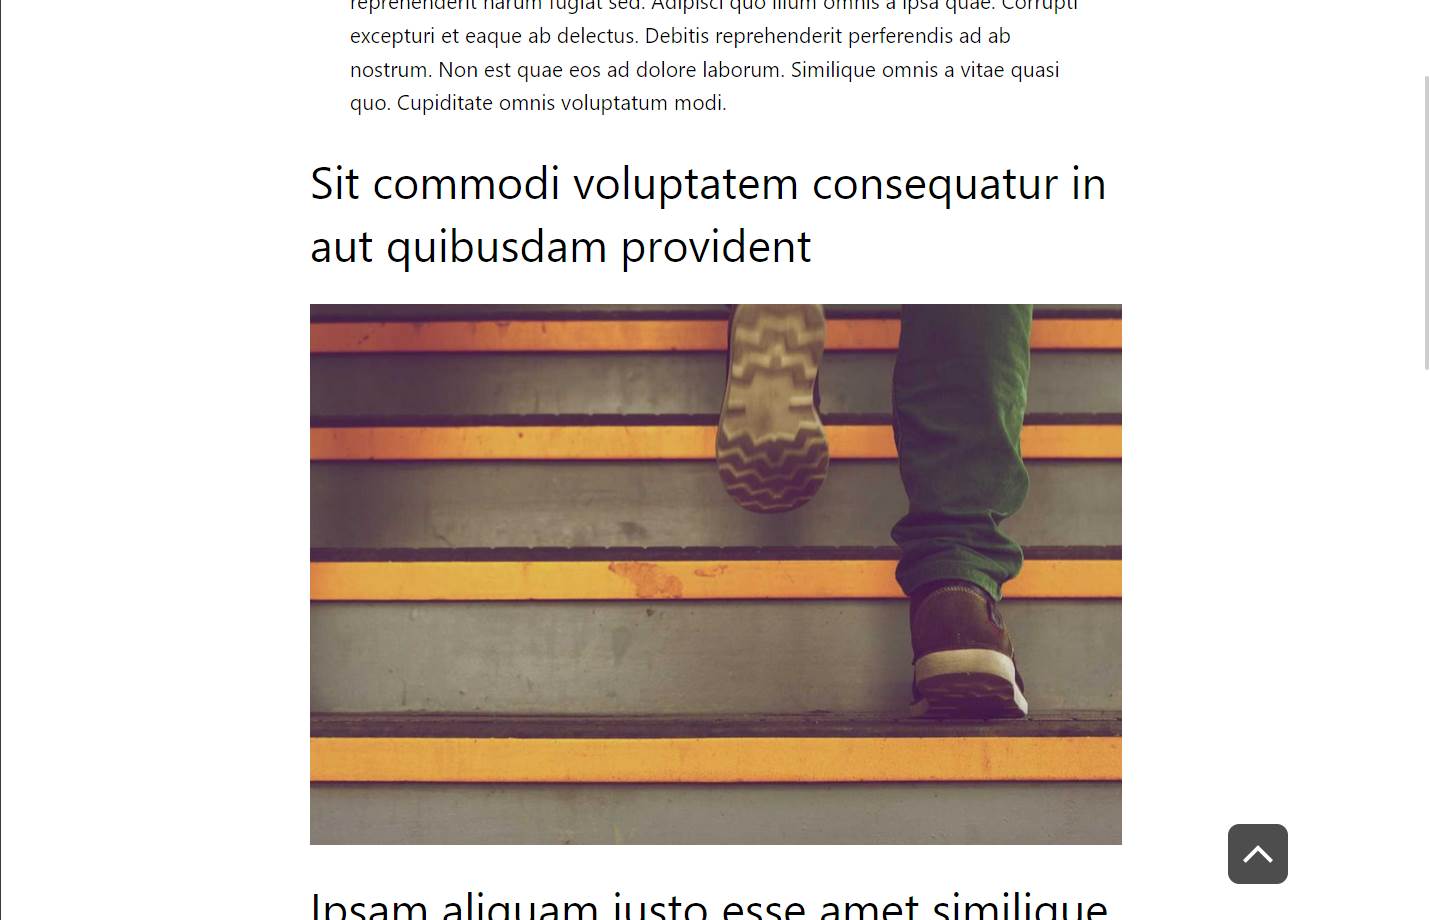 reprehenderit harum fugiat sed. Adipisci quo illum omnis a ipsa quae. Corrupti
excepturi et eaque ab delectus. Debitis reprehenderit perferendis ad ab
nostrum. Non est quae eos ad dolore laborum. Similique omnis a vitae quasi
quo. Cupiditate omnis voluptatum modi.
Sit commodi voluptatem consequatur in
aut quibusdam provident
Ipsam aliquam iusto esse amet similique